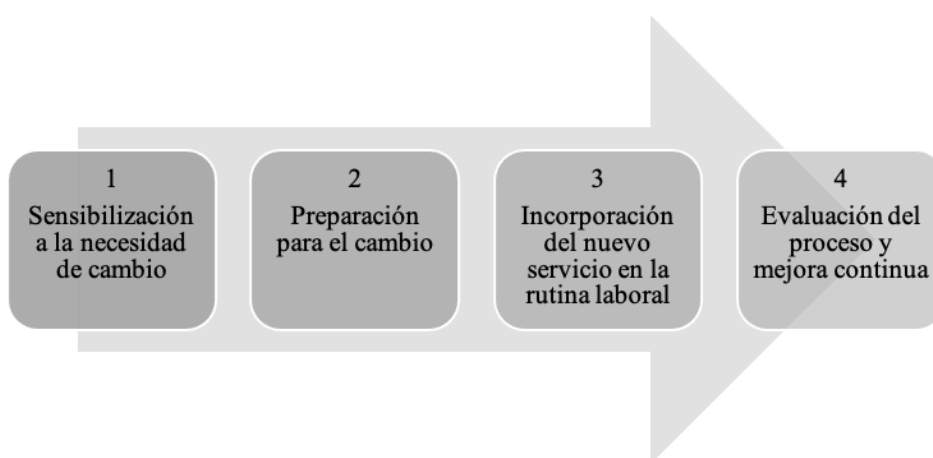 1
Sensibilización
a la necesidad
de cambio
2
Preparación
para el cambio
3
Incorporación
del nuevo
servicio en la
rutina laboral
4
Evaluación del
proceso y
mejora continua